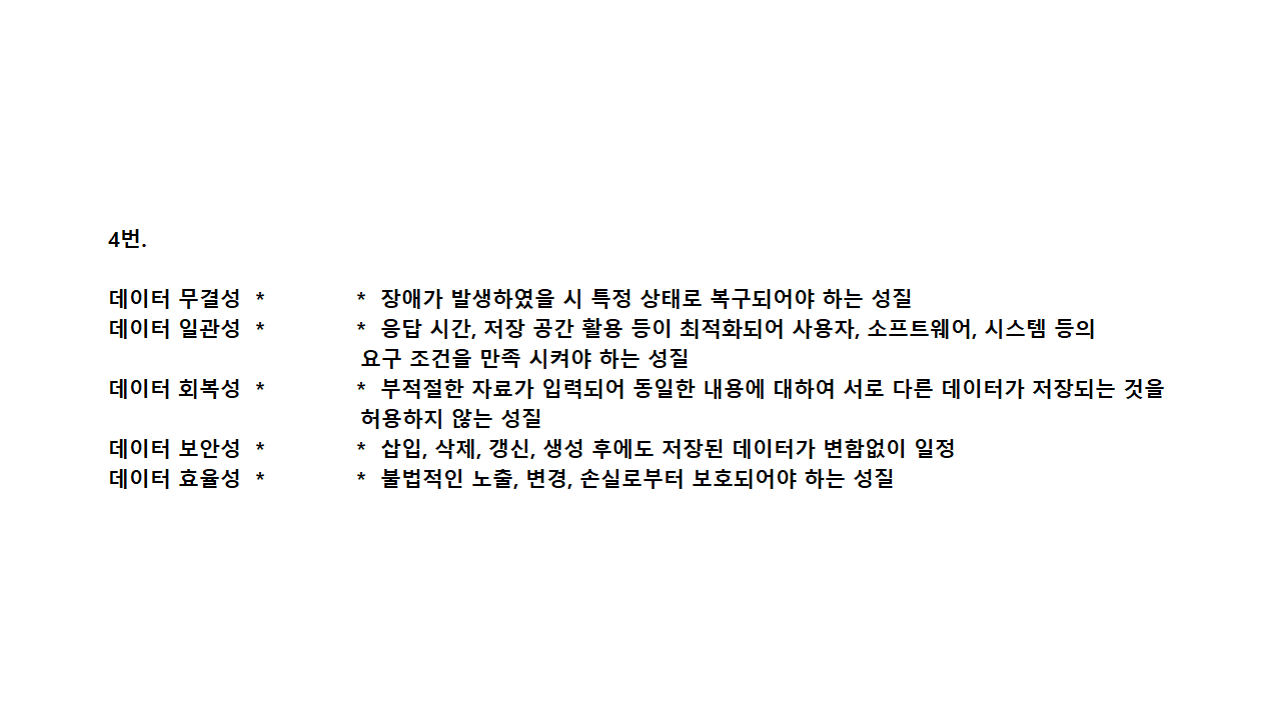 4번.
데이터 무결성 * * 장애가 발생하였을 시 특정 상태로 복구되어야 하는 성질
데이터 일관성 * * 응답 시간, 저장 공간 활용 등이 최적화되어 사용자, 소프트웨어, 시스템 등의
요구 조건을 만족 시켜야 하는 성질
데이터 회복성 * * 부적절한 자료가 입력되어 동일한 내용에 대하여 서로 다른 데이터가 저장되는 것을
허용하지 않는 성질
데이터 보안성 * * 삽입, 삭제, 갱신, 생성 후에도 저장된 데이터가 변함없이 일정
데이터 효율성 * * 불법적인 노출, 변경, 손실로부터 보호되어야 하는 성질